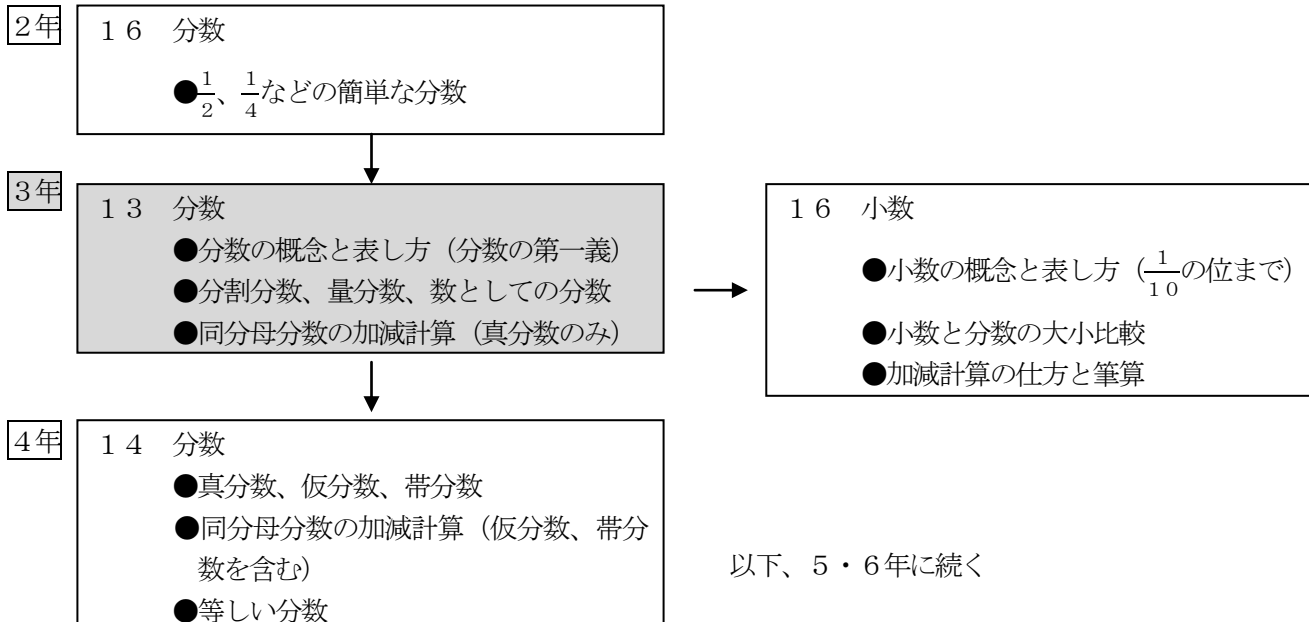 ２年
１６　分数
●1/2、1/4などの簡単な分数
３年
１３　分数
●分数の概念と表し方（分数の第一義）
●分割分数、量分数、数としての分数
●同分母分数の加減計算（真分数のみ）
１６　小数
●小数の概念と表し方（1/10の位まで）
●小数と分数の大小比較
●加減計算の仕方と筆算
４年
１４　分数
●真分数、仮分数、帯分数
●同分母分数の加減計算（仮分数、帯分
数を含む）
●等しい分数
以下、５・６年に続く